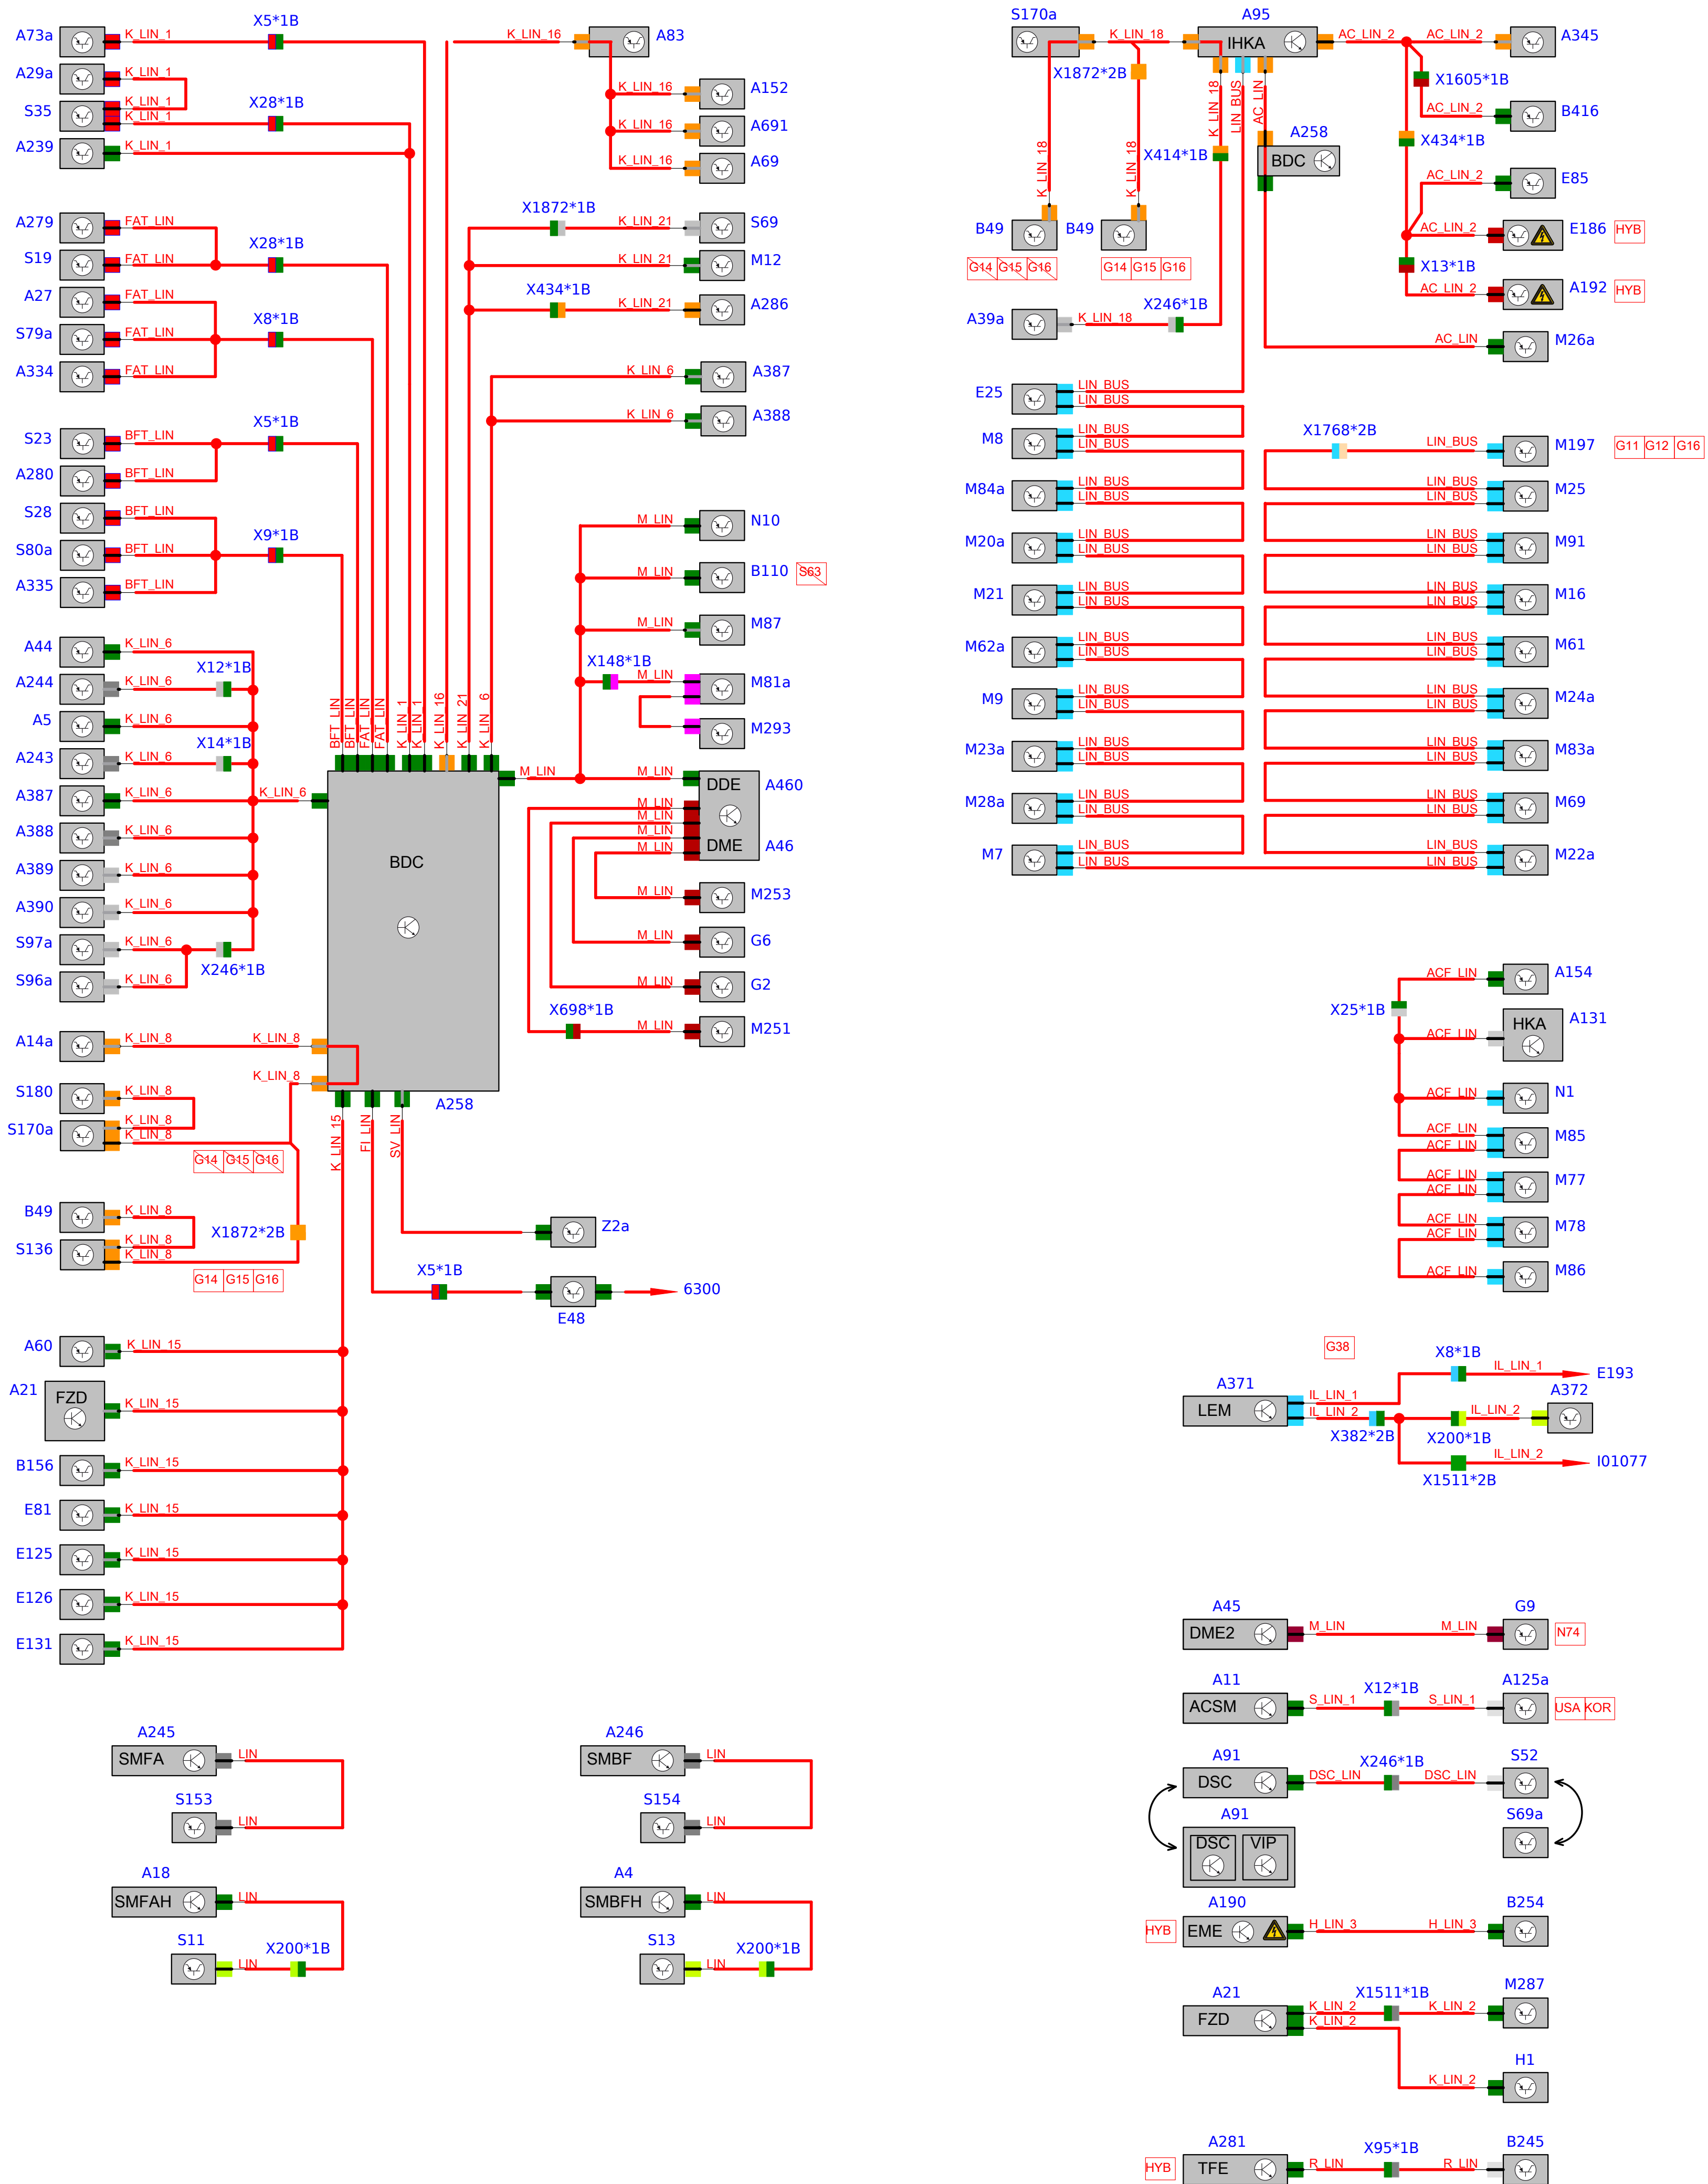 A73a K_LIN_1 X5*1B
A29a K_LIN_1
S35 K_LIN_1
K_LIN_1 X28*1B
A239 K_LIN_1
A279 FAT_LIN
S19 FAT_LIN X28*1B
A27 FAT_LIN
S79a FAT_LIN X8*1B
A334 FAT_LIN
S23 BFT_LIN X5*1B
A280 BFT_LIN
S28 BFT_LIN
S80a BFT_LIN X9*1B
A335 BFT_LIN
A44 K_LIN_6
A244 K_LIN_6 X12*1B
A5 K_LIN_6
A243 K_LIN_6 X14*1B
A387 K_LIN_6 K_LIN_6
A388 K_LIN_6
A389 K_LIN_6
A390 K_LIN_6
S97a K_LIN_6
X246*1B
S96a K_LIN_6
A14a K_LIN_8 K_LIN_8
K_LIN_8
S180 K_LIN_8
S170a K_LIN_8
K_LIN_8
G14 G15 G16
B49 K_LIN_8
X1872*2B
S136 K_LIN_8
K_LIN_8
G14 G15 G16
A60 K_LIN_15
A21 FZD K_LIN_15
B156 K_LIN_15
E81 K_LIN_15
E125 K_LIN_15
E126 K_LIN_15
E131 K_LIN_15
BFT_LIN
BFT_LIN
FAT_LIN
FAT_LIN
K_LIN_1
K_LIN_1
K_LIN_16
K_LIN_21
K_LIN_6
BDC
A258
K_LIN_15
FI_LIN
SV_LIN
K_LIN_16 A83
K_LIN_16 A152
K_LIN_16 A691
K_LIN_16 A69
X1872*1B K_LIN_21 S69
K_LIN_21 M12
X434*1B K_LIN_21 A286
K_LIN_6 A387
K_LIN_6 A388
M_LIN N10
M_LIN B110 S63
M_LIN M87
X148*1B M_LIN M81a
M293
M_LIN M_LIN DDE A460
M_LIN
M_LIN
M_LIN
M_LIN DME A46
M_LIN M253
M_LIN G6
M_LIN G2
X698*1B M_LIN M251
Z2a
X5*1B E48 6300
A245
SMFA LIN
S153
LIN
A246
SMBF LIN
S154
LIN
A18
SMFAH LIN
S11 X200*1B
LIN
A4
SMBFH LIN
S13 X200*1B
LIN
S170a A95
K_LIN_18 IHKA AC_LIN_2 AC_LIN_2 A345
X1872*2B
X1605*1B
K_LIN_18
LIN_BUS
AC_LIN
AC_LIN_2 B416
A258
BDC
X434*1B
X414*1B
K_LIN_18
K_LIN_18
AC_LIN_2 E85
B49 B49
AC_LIN_2 E186 HYB
G14 G15 G16
G14 G15 G16
X13*1B
AC_LIN_2 A192 HYB
A39a K_LIN_18 X246*1B
AC_LIN M26a
E25 LIN_BUS
LIN_BUS
M8 LIN_BUS
LIN_BUS
M84a LIN_BUS
LIN_BUS
M20a LIN_BUS
LIN_BUS
M21 LIN_BUS
LIN_BUS
M62a LIN_BUS
LIN_BUS
M9 LIN_BUS
LIN_BUS
M23a LIN_BUS
LIN_BUS
M28a LIN_BUS
LIN_BUS
M7 LIN_BUS
LIN_BUS
X1768*2B LIN_BUS M197 G11 G12 G16
LIN_BUS M25
LIN_BUS
LIN_BUS M91
LIN_BUS
LIN_BUS M16
LIN_BUS
LIN_BUS M61
LIN_BUS
LIN_BUS M24a
LIN_BUS
LIN_BUS M83a
LIN_BUS
LIN_BUS M69
LIN_BUS
LIN_BUS M22a
LIN_BUS
ACF_LIN A154
X25*1B
ACF_LIN HKA A131
ACF_LIN N1
ACF_LIN M85
ACF_LIN
ACF_LIN M77
ACF_LIN
ACF_LIN M78
ACF_LIN
ACF_LIN M86
G38
X8*1B IL_LIN_1 E193
A371 A372
LEM IL_LIN_1
IL_LIN_2 IL_LIN_2
X382*2B X200*1B
IL_LIN_2 I01077
X1511*2B
A45 G9
DME2 M_LIN M_LIN N74
A11 A125a
ACSM S_LIN_1 X12*1B S_LIN_1 USA KOR
A91 S52
DSC DSC_LIN X246*1B DSC_LIN
A91 S69a
DSC VIP
A190 B254
HYB EME H_LIN_3 H_LIN_3
A21 X1511*1B M287
FZD K_LIN_2 K_LIN_2
K_LIN_2
H1
K_LIN_2
A281 X95*1B B245
HYB TFE R_LIN R_LIN